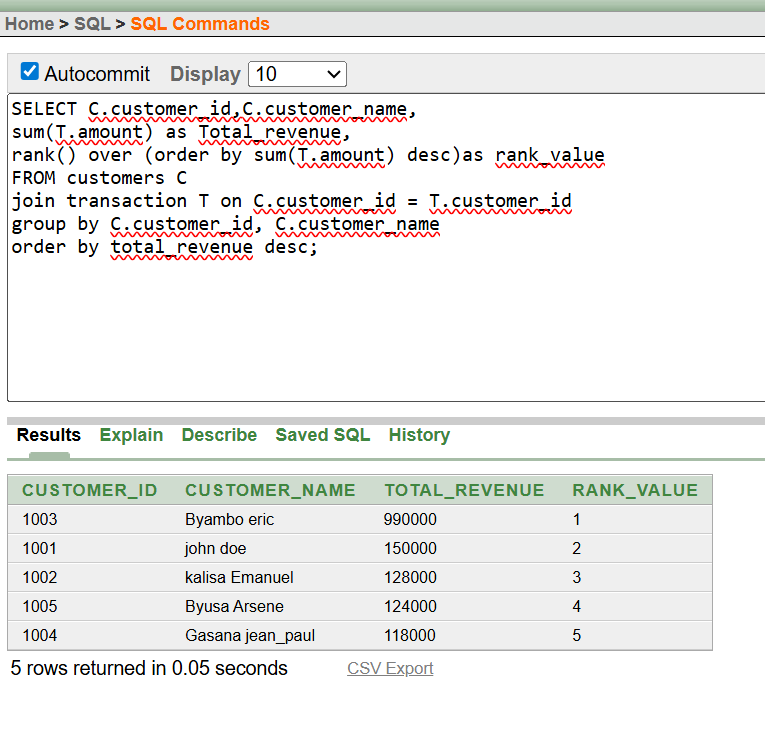 Home > SQL > SQL Commands
Autocommit Display 10
SELECT C.customer_id,C.customer_name,
sum(T.amount) as Total_revenue,
rank() over (order by sum(T.amount) desc)as rank_value
FROM customers C
join transaction T on C.customer_id = T.customer_id
group by C.customer_id, C.customer_name
order by total_revenue desc;
Results Explain Describe Saved SQL History
CUSTOMER_ID CUSTOMER_NAME TOTAL_REVENUE RANK_VALUE
1003 Byambo eric 990000 1
1001 john doe 150000 2
1002 kalisa Emanuel 128000 3
1005 Byusa Arsene 124000 4
1004 Gasana jean_paul 118000 5
5 rows returned in 0.05 seconds CSV Export